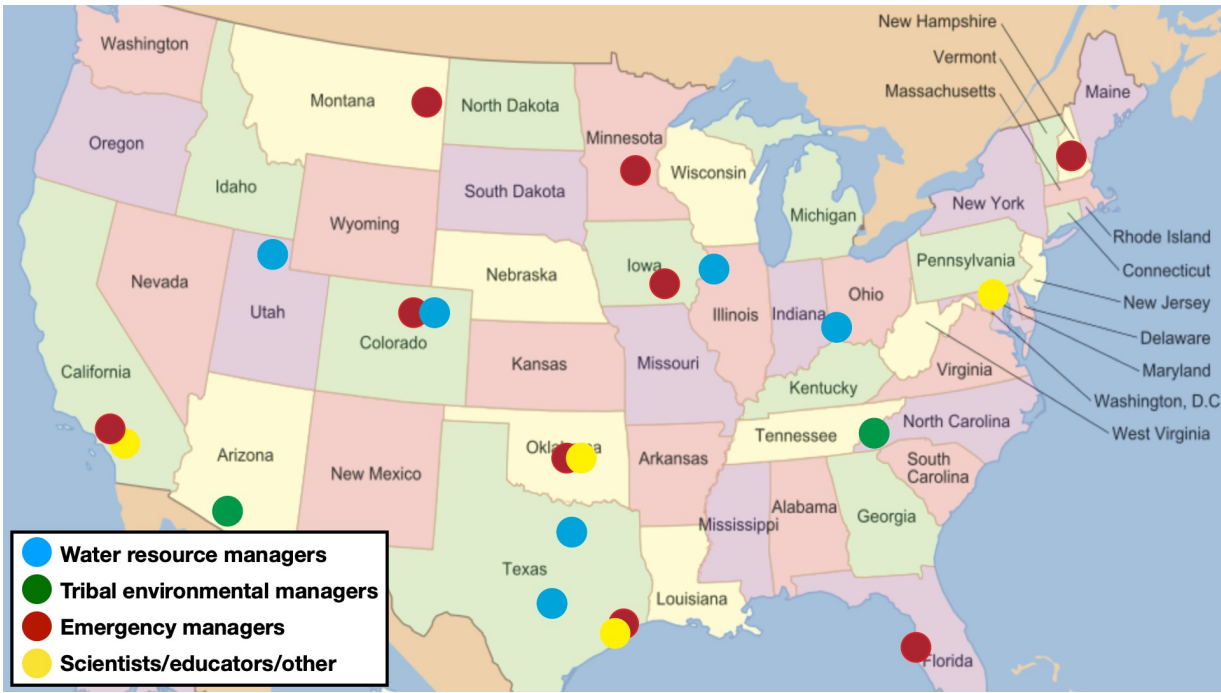 New Hampshire
Washington
Vermont
Maine
Massachusetts
Montana
North Dakota
Minnesota
Oregon
Wisconsin
Idaho
South Dakota
New York
Michigan
Wyoming
Rhode Island
Pennsylvania
Iowa
Connecticut
Nebraska
Nevada
Ohio
New Jersey
Utah
Illinois
Indiana
Delaware
Colorado
Missouri
Kansas
Virginia
Maryland
California
Kentucky
Washington, D.C
North Carolina
West Virginia
Tennessee
Arizona
Arkansas
South
Carolina
New Mexico
Alabama
Georgia
Mississippi
Texas
Louisiana
Florida
Water resource managers
Tribal environmental managers
Emergency managers
Scientists/educators/other